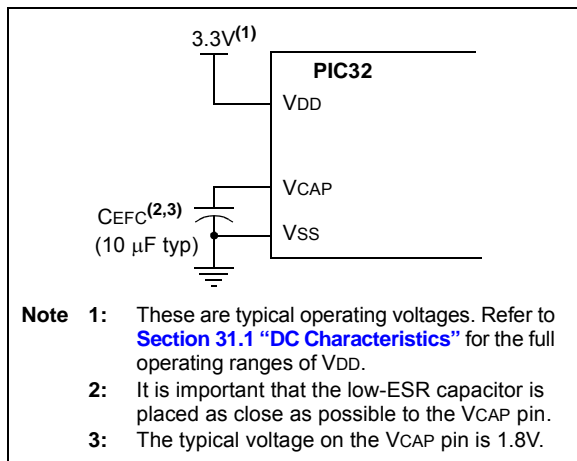 3.3V(1)
PIC32
VDD
VCAP
CEFC(2,3)
(10 μF typ)
VSS
Note 1: These are typical operating voltages. Refer to
Section 31.1 “DC Characteristics” for the full
operating ranges of VDD.
2: It is important that the low-ESR capacitor is
placed as close as possible to the VCAP pin.
3: The typical voltage on the VCAP pin is 1.8V.